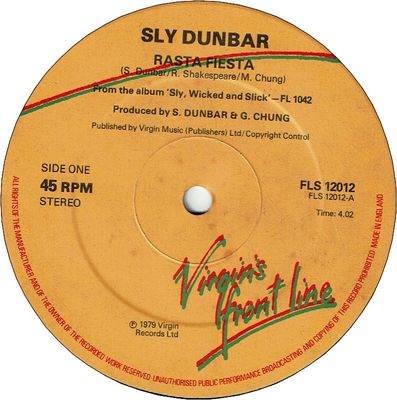 SLY DUNBAR
RASTA FIESTA
(S. Dunbar/R. Shakespeare/M. Chung)
From the album 'Sly, Wicked and Slick'—FL 1042
Produced by S. DUNBAR & G. CHUNG
Published by Virgin Music (Publishers) Ltd/Copyright Control
SIDE ONE
45 RPM
STEREO
FLS 12012
FLS 12012-A
Time: 4.02
Virgin's
front line
℗ 1979 Virgin
Records Ltd
ALL RIGHTS OF THE MANUFACTURER AND OF THE OWNER OF THE RECORDED WORK RESERVED-UNAUTHORISED PUBLIC PERFORMANCE BROADCASTING AND COPYING OF THIS RECORD PROHIBITED MADE IN ENGLAND